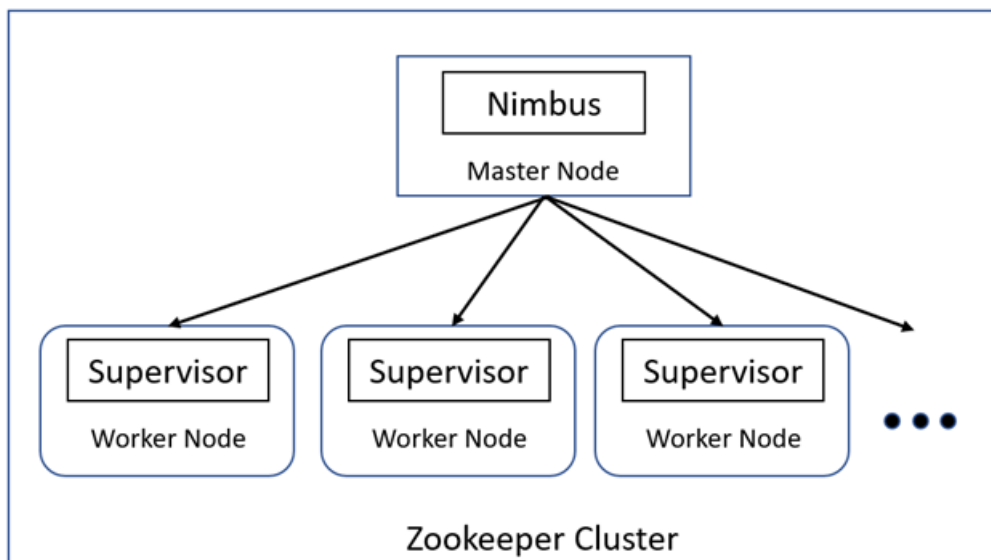 Nimbus
Master Node
Supervisor
Worker Node
Supervisor
Worker Node
Supervisor
Worker Node
Zookeeper Cluster